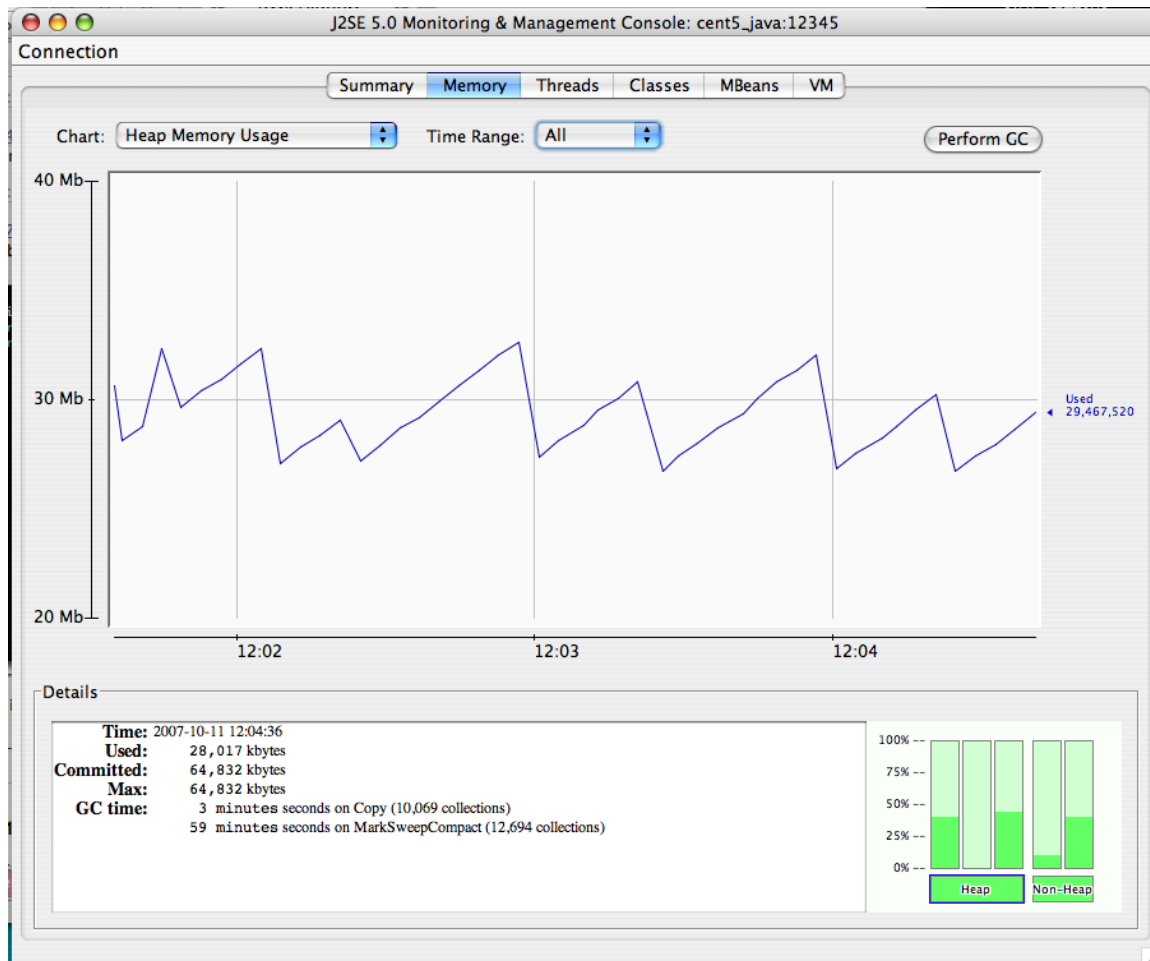 J2SE 5.0 Monitoring & Management Console: cent5_java:12345
Connection
Summary Memory Threads Classes MBeans VM
Chart: Heap Memory Usage Time Range: All Perform GC
40 Mb
30 Mb
20 Mb
Used
29,467,520
12:02 12:03 12:04
Details
Time: 2007-10-11 12:04:36
Used: 28,017 kbytes
Committed: 64,832 kbytes
Max: 64,832 kbytes
GC time: 3 minutes seconds on Copy (10,069 collections)
59 minutes seconds on MarkSweepCompact (12,694 collections)
100% --
75% --
50% --
25% --
0% --
Heap Non-Heap